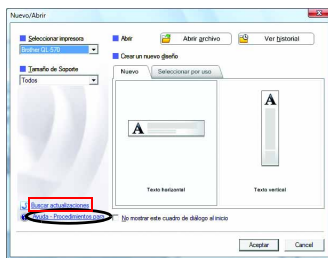 Nuevo/Abrir
Seleccionar impresora
Brother QL-570
Tamaño de Soporte
Todos
Abrir
Abrir archivo
Ver historial
Crear un nuevo diseño
Nuevo
Seleccionar por uso
A
A
Texto horizontal
Texto vertical
Buscar actualizaciones
Ayuda - Procedimientos para
No mostrar este cuadro de diálogo al inicio
Aceptar
Cancel